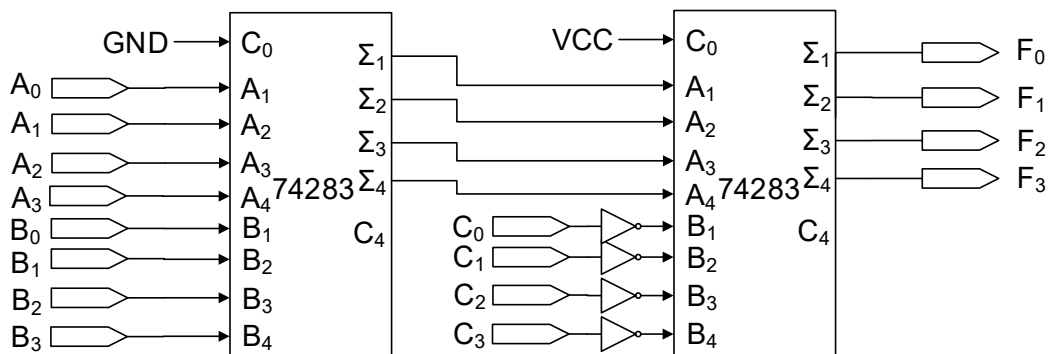 GND
C₀
Σ₁
A₀
A₁
Σ₂
A₁
A₂
Σ₃
A₂
A₃
Σ₄
A₃
A₄
74283
B₀
B₁
C₄
B₁
B₂
B₂
B₃
B₃
B₄
VCC
C₀
Σ₁
F₀
A₁
Σ₂
F₁
A₂
Σ₃
F₂
A₃
Σ₄
F₃
A₄
74283
C₀
B₁
C₄
C₁
B₂
C₂
B₃
C₃
B₄